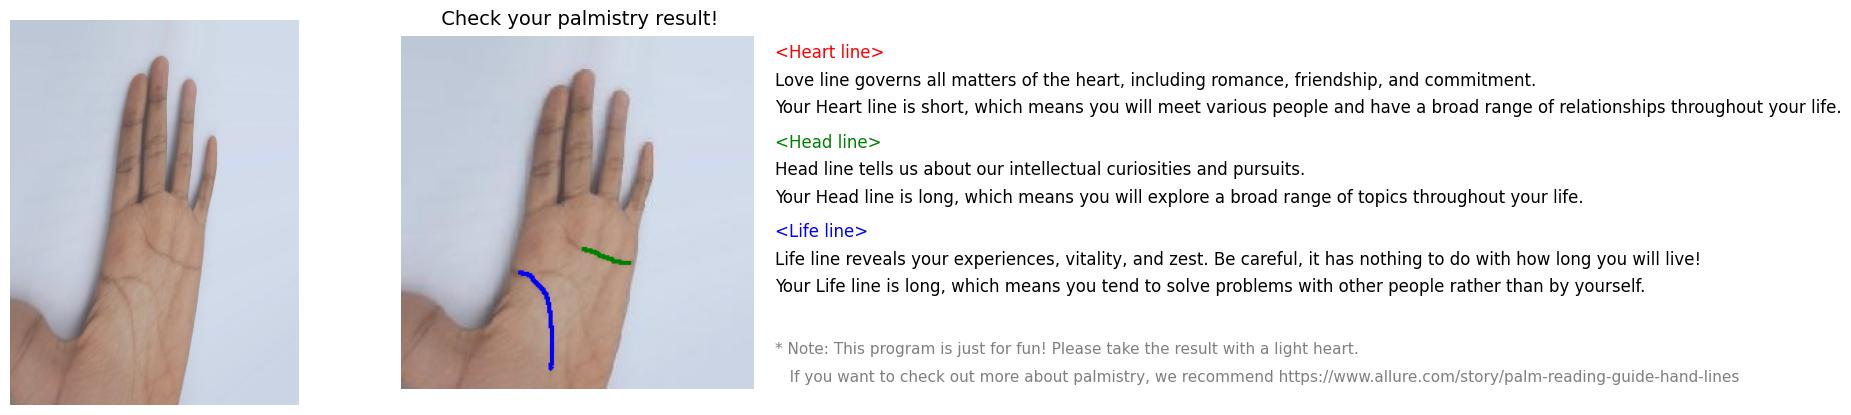 Check your palmistry result!
<Heart line>
Love line governs all matters of the heart, including romance, friendship, and commitment.
Your Heart line is short, which means you will meet various people and have a broad range of relationships throughout your life.
<Head line>
Head line tells us about our intellectual curiosities and pursuits.
Your Head line is long, which means you will explore a broad range of topics throughout your life.
<Life line>
Life line reveals your experiences, vitality, and zest. Be careful, it has nothing to do with how long you will live!
Your Life line is long, which means you tend to solve problems with other people rather than by yourself.
* Note: This program is just for fun! Please take the result with a light heart.
If you want to check out more about palmistry, we recommend https://www.allure.com/story/palm-reading-guide-hand-lines